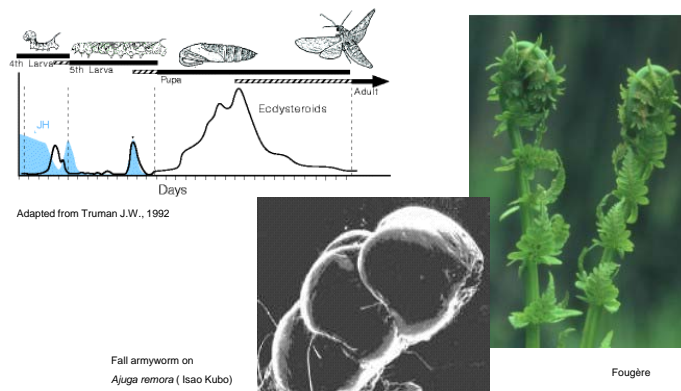 4th Larva
5th Larva
Pupa
Adult
JH
Ecdysteroids
Days
Adapted from Truman J.W., 1992
Fall armyworm on
Ajuga remora ( Isao Kubo)
Fougère